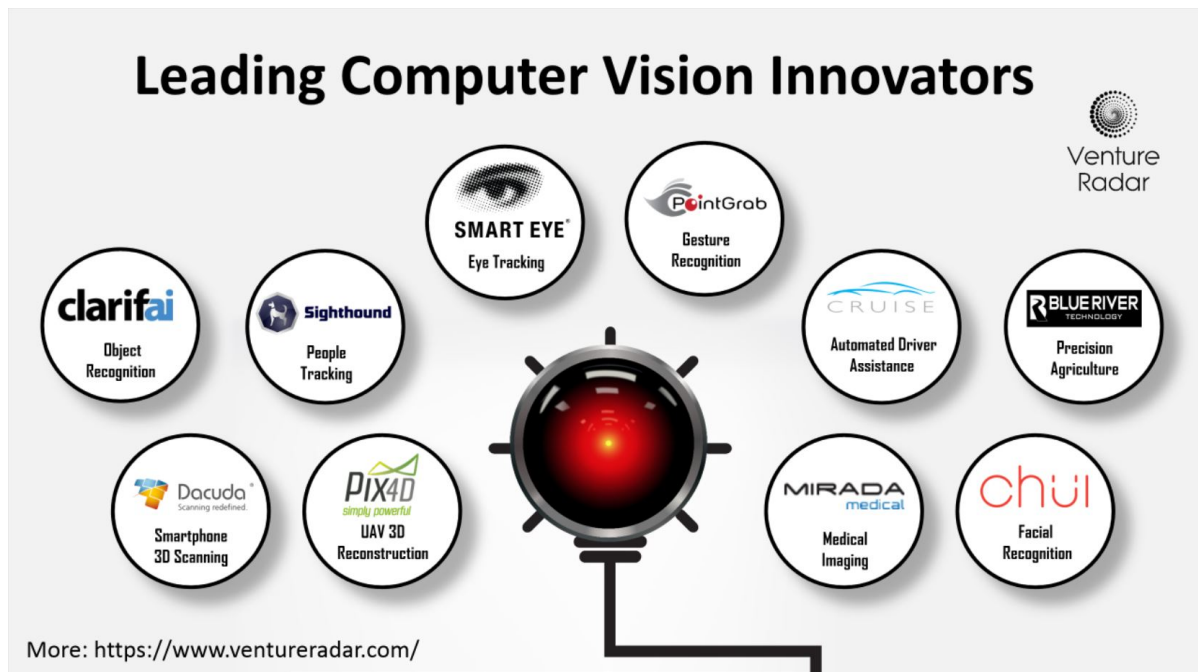 Leading Computer Vision Innovators
Venture
Radar
SMART EYE®
Eye Tracking
PointGrab
Gesture
Recognition
clarifai
Object
Recognition
Sighthound
People
Tracking
CRUISE
Automated Driver
Assistance
BLUE RIVER
TECHNOLOGY
Precision
Agriculture
Dacuda®
Scanning redefined.
Smartphone
3D Scanning
PIX4D
simply powerful
UAV 3D
Reconstruction
MIRADA
medical
Medical
Imaging
chui
Facial
Recognition
More: https://www.ventureradar.com/